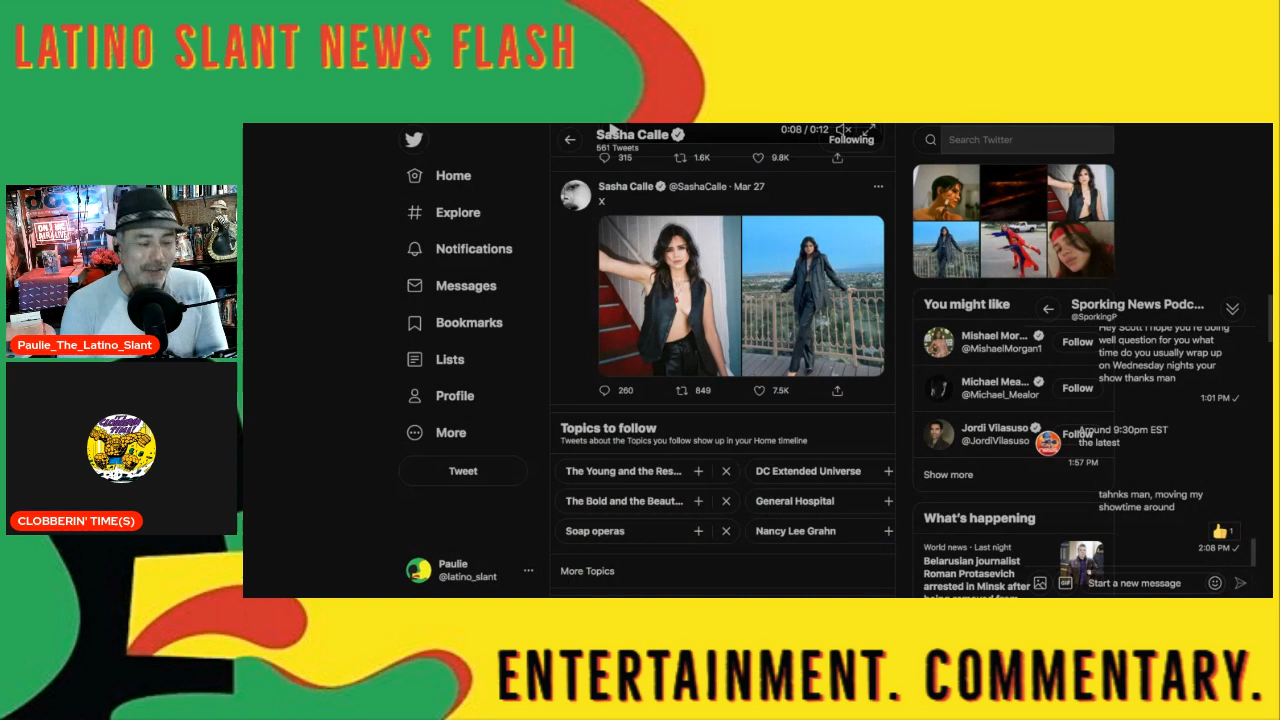 LATINO SLANT NEWS FLASH
Paulie_The_Latino_Slant
CLOBBERIN' TIME(S)
Home
Explore
Notifications
Messages
Bookmarks
Lists
Profile
More
Tweet
Paulie
@latino_slant
Sasha Calle
561 Tweets
0:08 / 0:12
Following
315 1.6K 9.8K
Sasha Calle @SashaCalle · Mar 27
X
260 849 7.5K
Topics to follow
Tweets about the Topics you follow show up in your Home timeline
The Young and the Res...
DC Extended Universe
The Bold and the Beaut...
General Hospital
Soap operas
Nancy Lee Grahn
More Topics
Search Twitter
You might like
Mishael Mor...
@MishaelMorgan1
Follow
Michael Mea...
@Michael_Mealor
Follow
Jordi Vilasuso
@JordiVilasuso
Follow
Show more
What's happening
World news · Last night
Belarusian journalist
Roman Protasevich
arrested in Minsk after
Sporking News Podc...
@SporkingP
Hey Scott I hope you're doing
well question for you what
time do you usually wrap up
on Wednesday nights your
show thanks man
1:01 PM
Around 9:30pm EST
the latest
1:57 PM
tahnks man, moving my
showtime around
1
2:08 PM
GIF
Start a new message
ENTERTAINMENT. COMMENTARY.